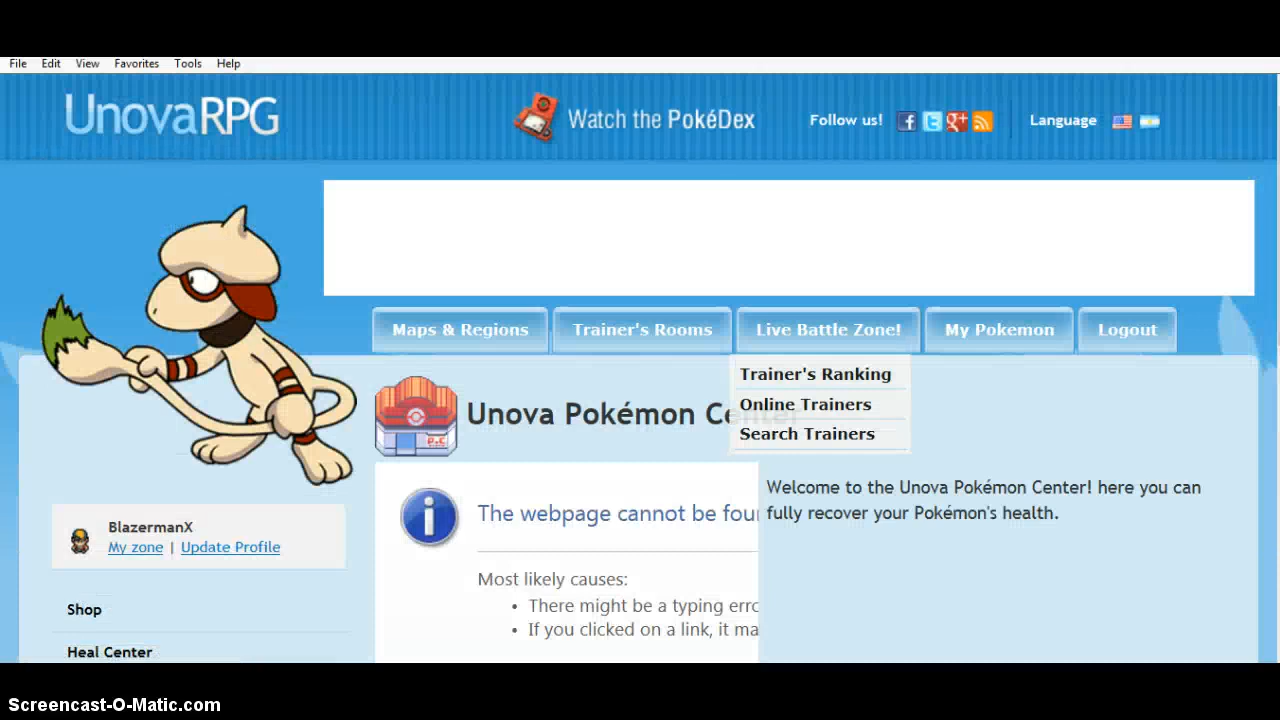 File Edit View Favorites Tools Help
UnovaRPG
Watch the PokéDex
Follow us!
Language
Maps & Regions Trainer's Rooms Live Battle Zone! My Pokemon Logout
Trainer's Ranking
Online Trainers
Search Trainers
Unova Pokémon Center
P.C
The webpage cannot be fou
Most likely causes:
• There might be a typing erro
• If you clicked on a link, it ma
Welcome to the Unova Pokémon Center! here you can
fully recover your Pokémon's health.
BlazermanX
My zone | Update Profile
Shop
Heal Center
Screencast-O-Matic.com